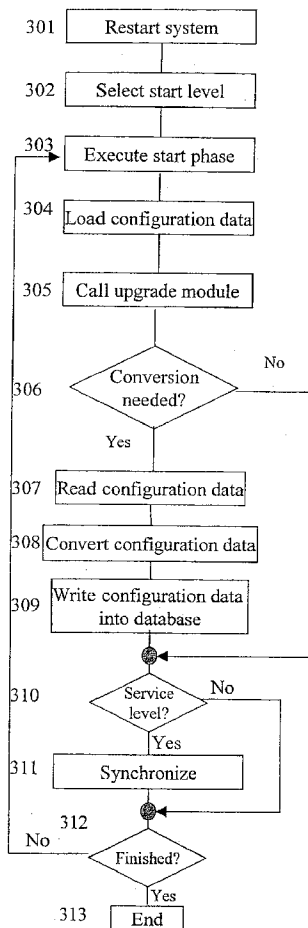 301 Restart system
302 Select start level
303 Execute start phase
304 Load configuration data
305 Call upgrade module
No
306 Conversion
needed?
Yes
307 Read configuration data
308 Convert configuration data
309 Write configuration data
into database
310 Service
level?
No
Yes
311 Synchronize
312
No
Finished?
Yes
313 End